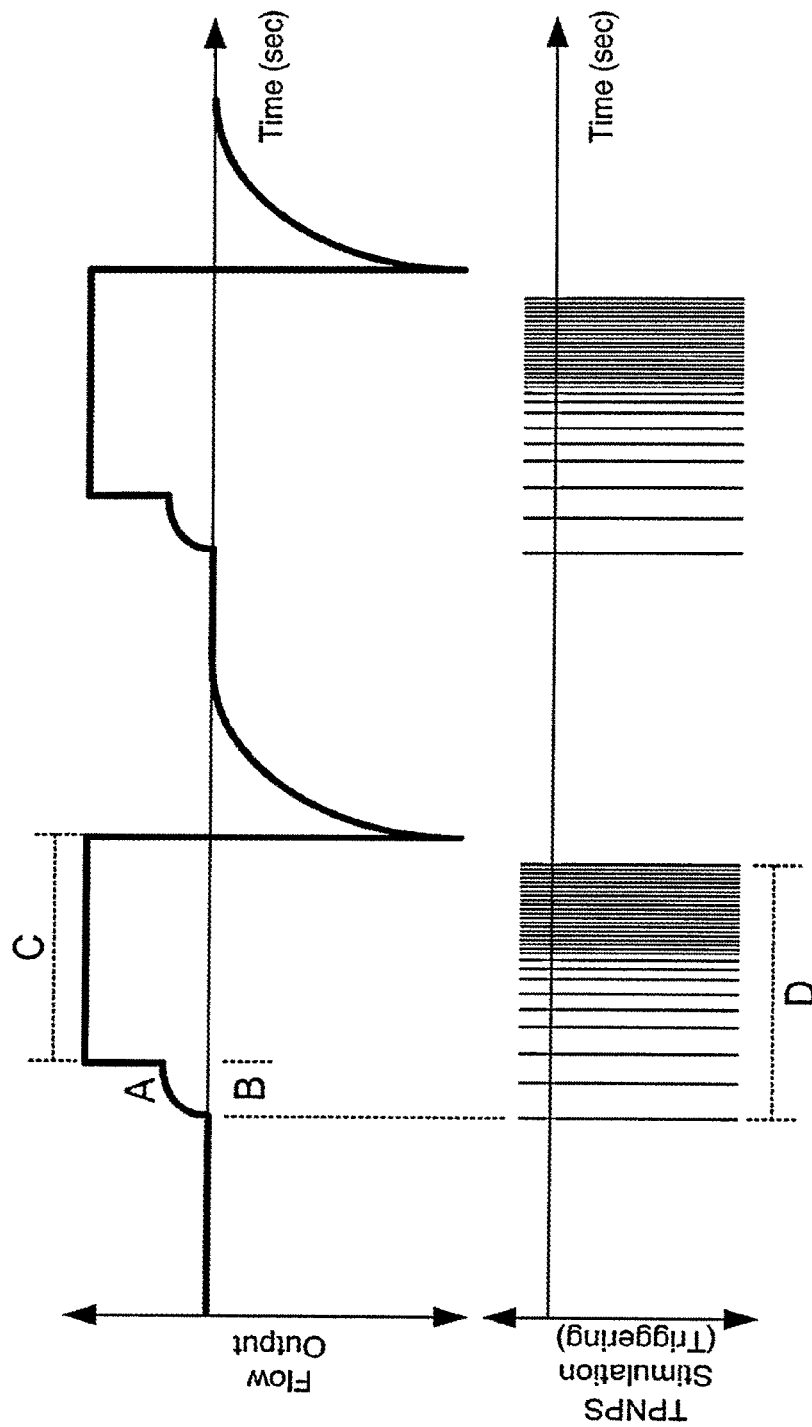 Flow
Output
A
B
C
Time (sec)
TPNPS
Stimulation
(Triggering)
D
Time (sec)